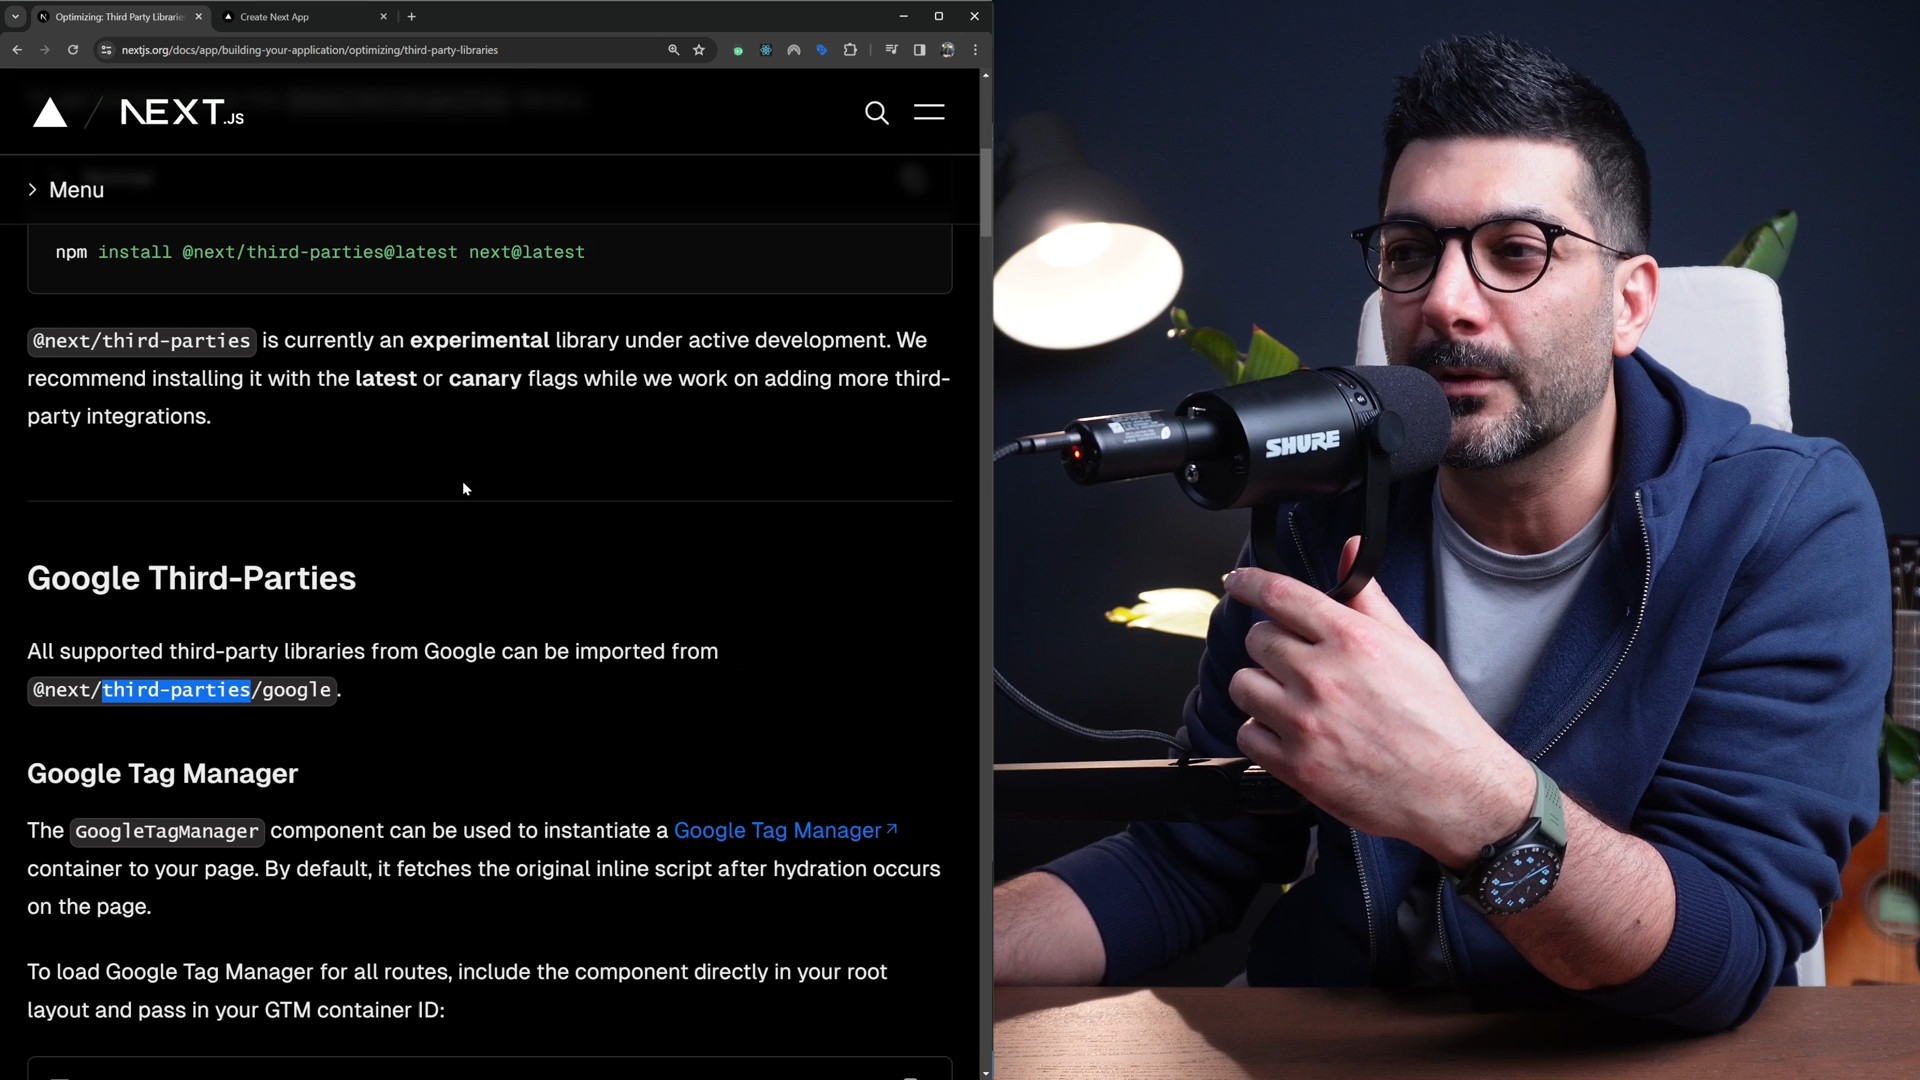 Optimizing: Third Party Librarie
Create Next App
nextjs.org/docs/app/building-your-application/optimizing/third-party-libraries
NEXT.JS
Menu
npm install @next/third-parties@latest next@latest
@next/third-parties is currently an experimental library under active development. We
recommend installing it with the latest or canary flags while we work on adding more third-
party integrations.
Google Third-Parties
All supported third-party libraries from Google can be imported from
@next/third-parties/google.
Google Tag Manager
The GoogleTagManager component can be used to instantiate a Google Tag Manager
container to your page. By default, it fetches the original inline script after hydration occurs
on the page.
To load Google Tag Manager for all routes, include the component directly in your root
layout and pass in your GTM container ID:
SHURE